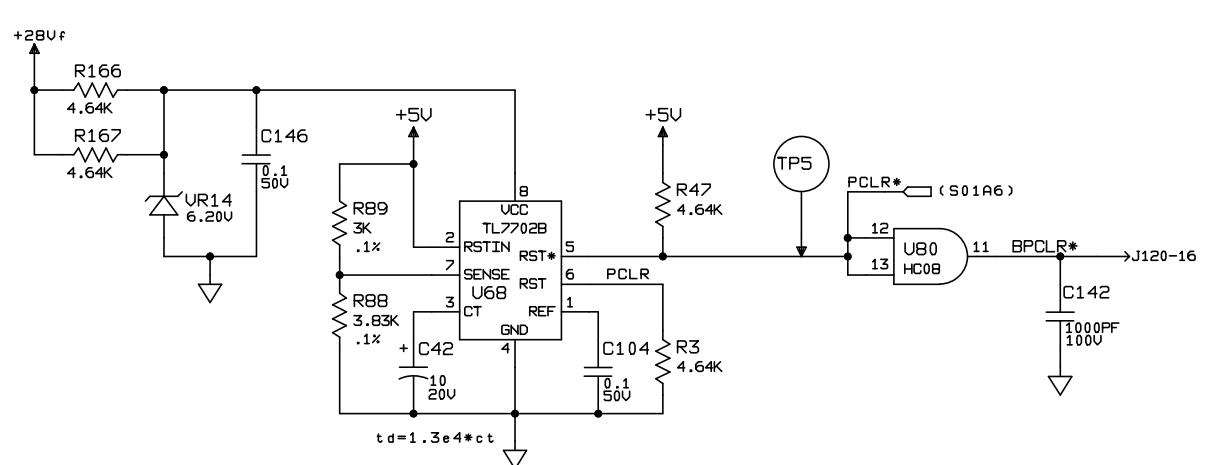 +28Vf
R166
4.64K
R167
4.64K
VR14
6.20V
C146
0.1
50V
+5V
R89
3K
.1%
R88
3.83K
.1%
+
C42
10
20V
td=1.3e4*ct
8
VCC
TL7702B
2
RSTIN
7
SENSE
U68
3
CT
GND
4
RST*
5
RST
6
PCLR
REF
1
C104
0.1
50V
R3
4.64K
+5V
R47
4.64K
TP5
PCLR*
(S01A6)
12
13
U80
HC08
11
BPCLR*
J120-16
C142
1000PF
100V